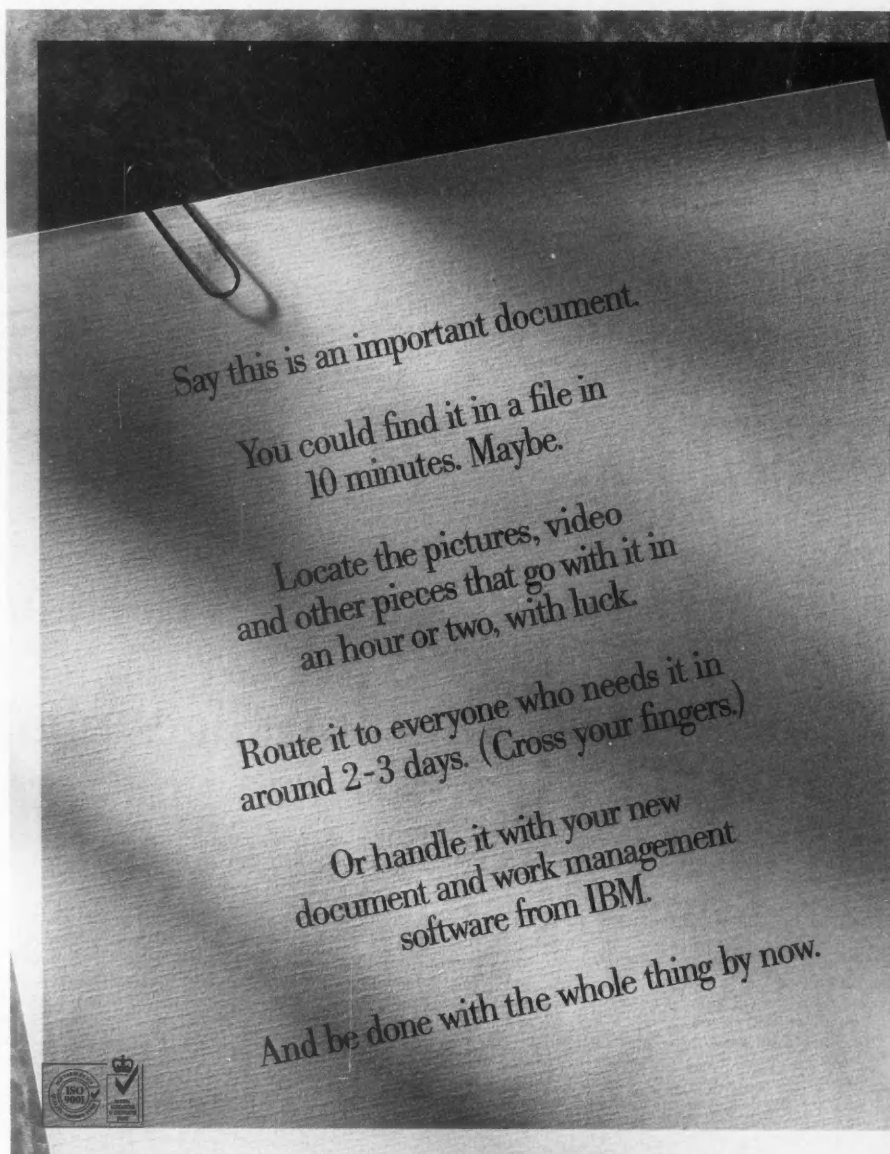 Say this is an important document.
You could find it in a file in
10 minutes. Maybe.
Locate the pictures, video
and other pieces that go with it in
an hour or two, with luck.
Route it to everyone who needs it in
around 2-3 days. (Cross your fingers.)
Or handle it with your new
document and work management
software from IBM.
And be done with the whole thing by now.
ISO
9001